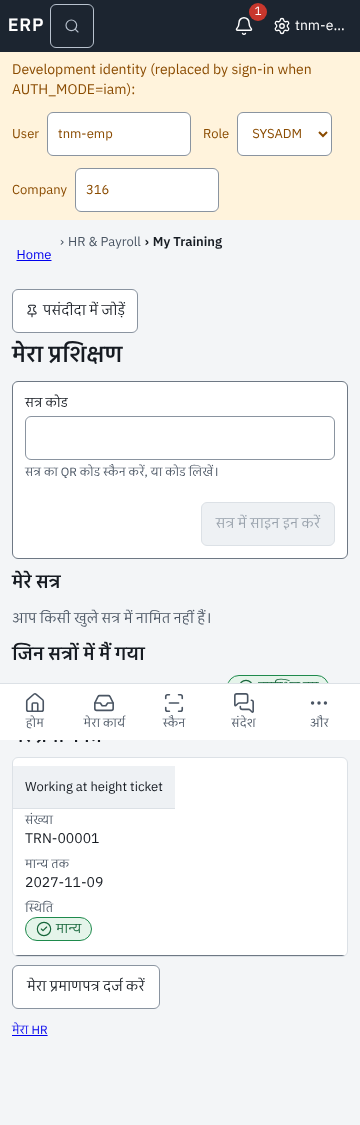 ERP
1
tnm-e...
Development identity (replaced by sign-in when
AUTH_MODE=iam):
User tnm-emp Role SYSADM
Company 316
Home › HR & Payroll › My Training
पसंदीदा में जोड़ें
मेरा प्रशिक्षण
सत्र कोड
सत्र का QR कोड स्कैन करें, या कोड लिखें।
सत्र में साइन इन करें
मेरे सत्र
आप किसी खुले सत्र में नामित नहीं हैं।
जिन सत्रों में मैं गया
होम
मेरा कार्य
स्कैन
संदेश
और
Working at height ticket
संख्या
TRN-00001
मान्य तक
2027-11-09
स्थिति
मान्य
मेरा प्रमाणपत्र दर्ज करें
मेरा HR